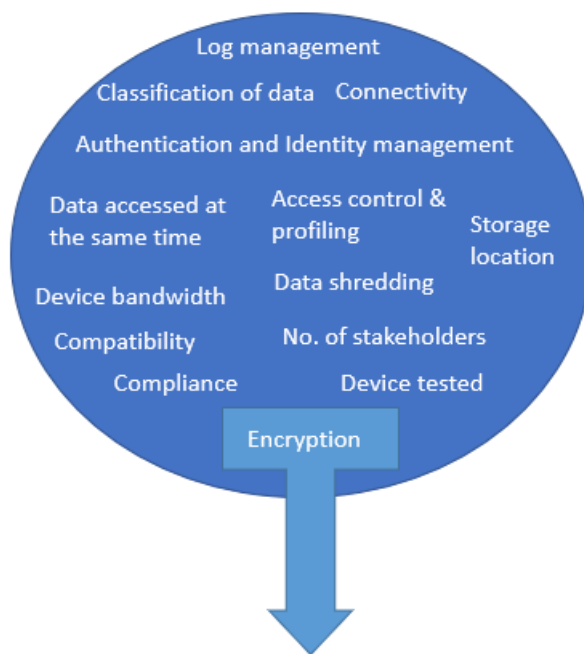 Log management
Classification of data
Connectivity
Authentication and Identity management
Data accessed at
the same time
Access control &
profiling
Storage
location
Data shredding
Device bandwidth
No. of stakeholders
Compatibility
Compliance
Device tested
Encryption